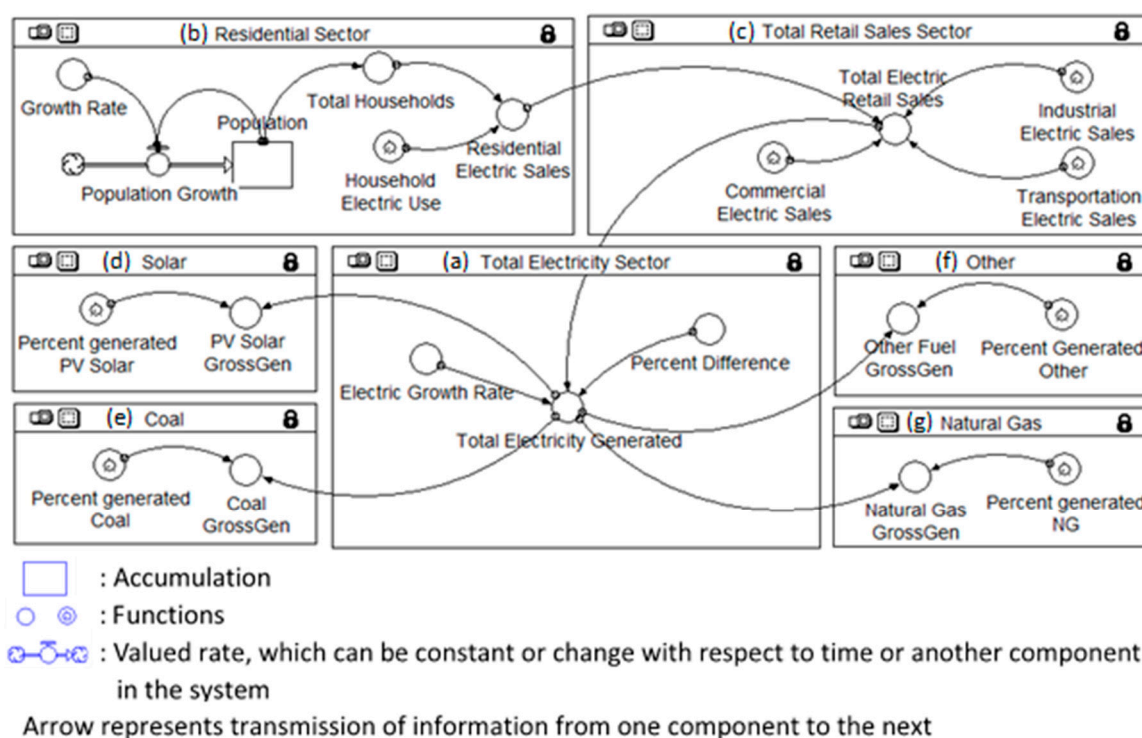 (b) Residential Sector
Growth Rate
Total Households
Population
Population Growth
Household
Electric Use
Residential
Electric Sales
(c) Total Retail Sales Sector
Total Electric
Retail Sales
Industrial
Electric Sales
Commercial
Electric Sales
Transportation
Electric Sales
(d) Solar
Percent generated
PV Solar
PV Solar
GrossGen
(a) Total Electricity Sector
Electric Growth Rate
Percent Difference
Total Electricity Generated
(f) Other
Other Fuel
GrossGen
Percent Generated
Other
(e) Coal
Percent generated
Coal
Coal
GrossGen
(g) Natural Gas
Natural Gas
GrossGen
Percent generated
NG
: Accumulation
: Functions
: Valued rate, which can be constant or change with respect to time or another component
in the system
Arrow represents transmission of information from one component to the next